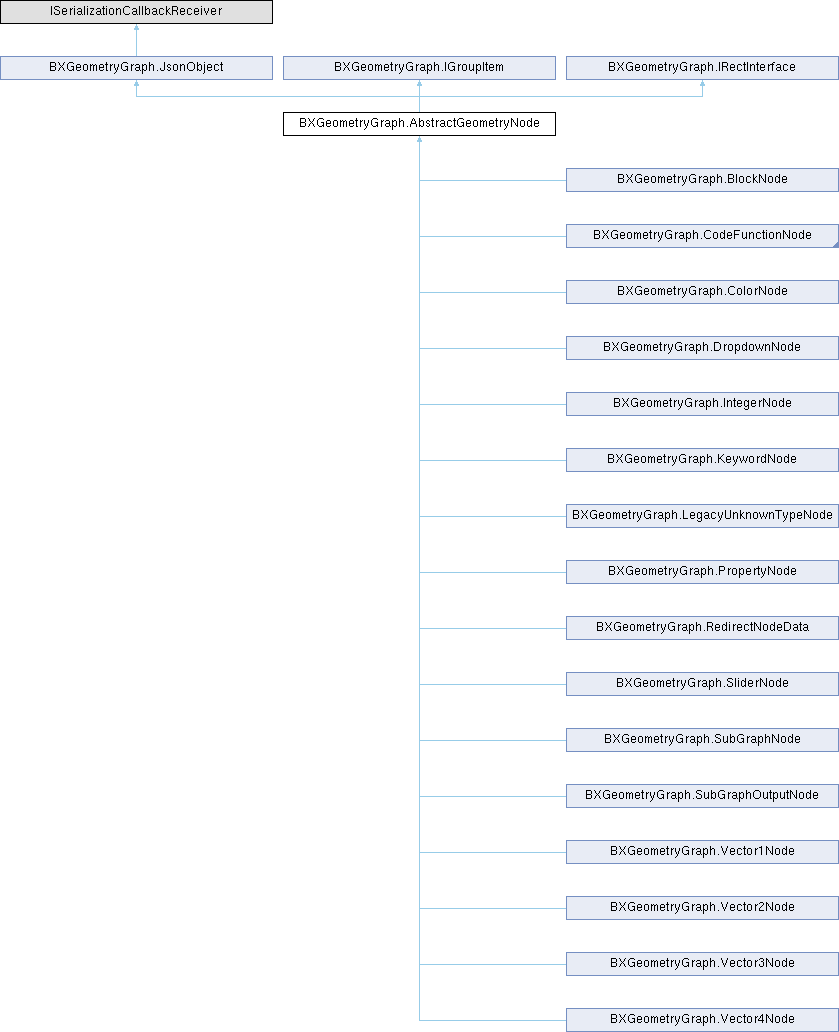 ISerializationCallbackReceiver
BXGeometryGraph.JsonObject
BXGeometryGraph.IGroupItem
BXGeometryGraph.IRectInterface
BXGeometryGraph.AbstractGeometryNode
BXGeometryGraph.BlockNode
BXGeometryGraph.CodeFunctionNode
BXGeometryGraph.ColorNode
BXGeometryGraph.DropdownNode
BXGeometryGraph.IntegerNode
BXGeometryGraph.KeywordNode
BXGeometryGraph.LegacyUnknownTypeNode
BXGeometryGraph.PropertyNode
BXGeometryGraph.RedirectNodeData
BXGeometryGraph.SliderNode
BXGeometryGraph.SubGraphNode
BXGeometryGraph.SubGraphOutputNode
BXGeometryGraph.Vector1Node
BXGeometryGraph.Vector2Node
BXGeometryGraph.Vector3Node
BXGeometryGraph.Vector4Node